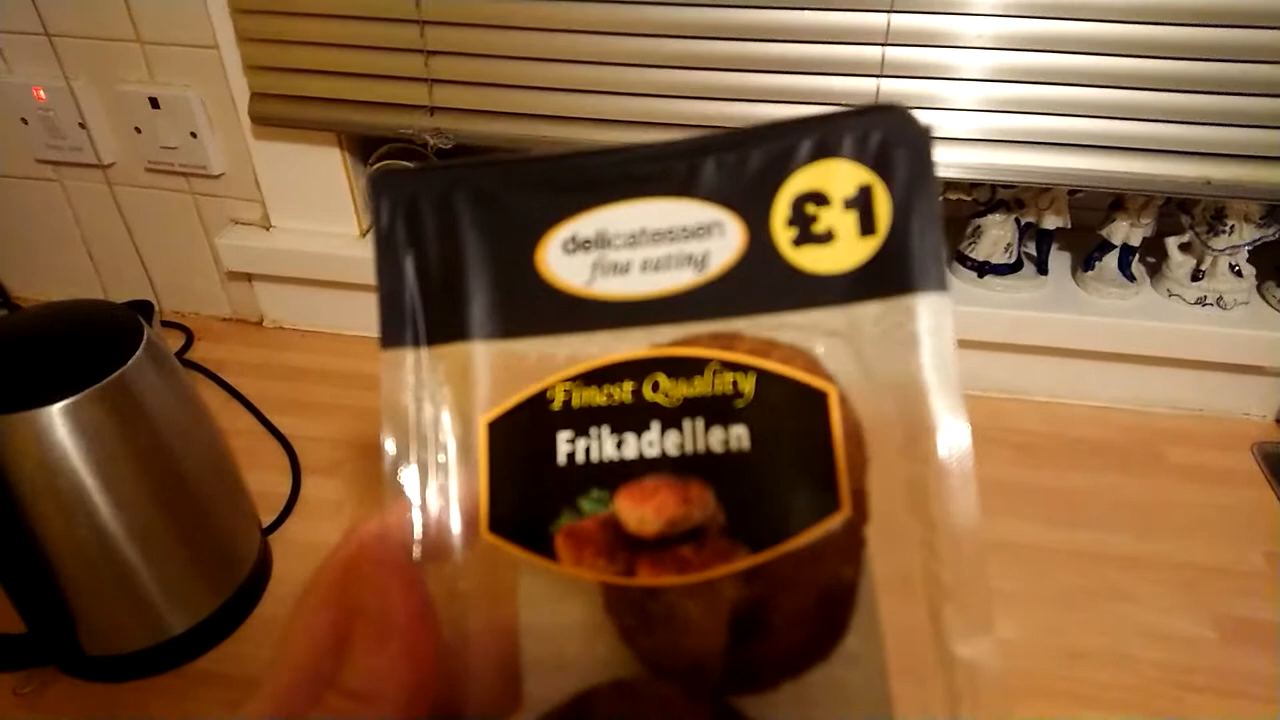 delicatessen
fine eating
£1
Finest Quality
Frikadellen